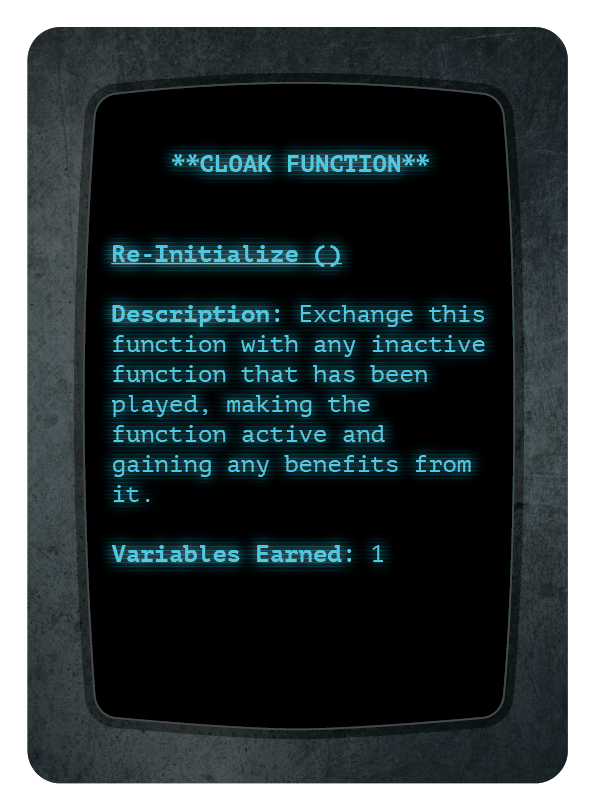 **CLOAK FUNCTION**
Re-Initialize ()
Description: Exchange this
function with any inactive
function that has been
played, making the
function active and
gaining any benefits from
it.
Variables Earned: 1